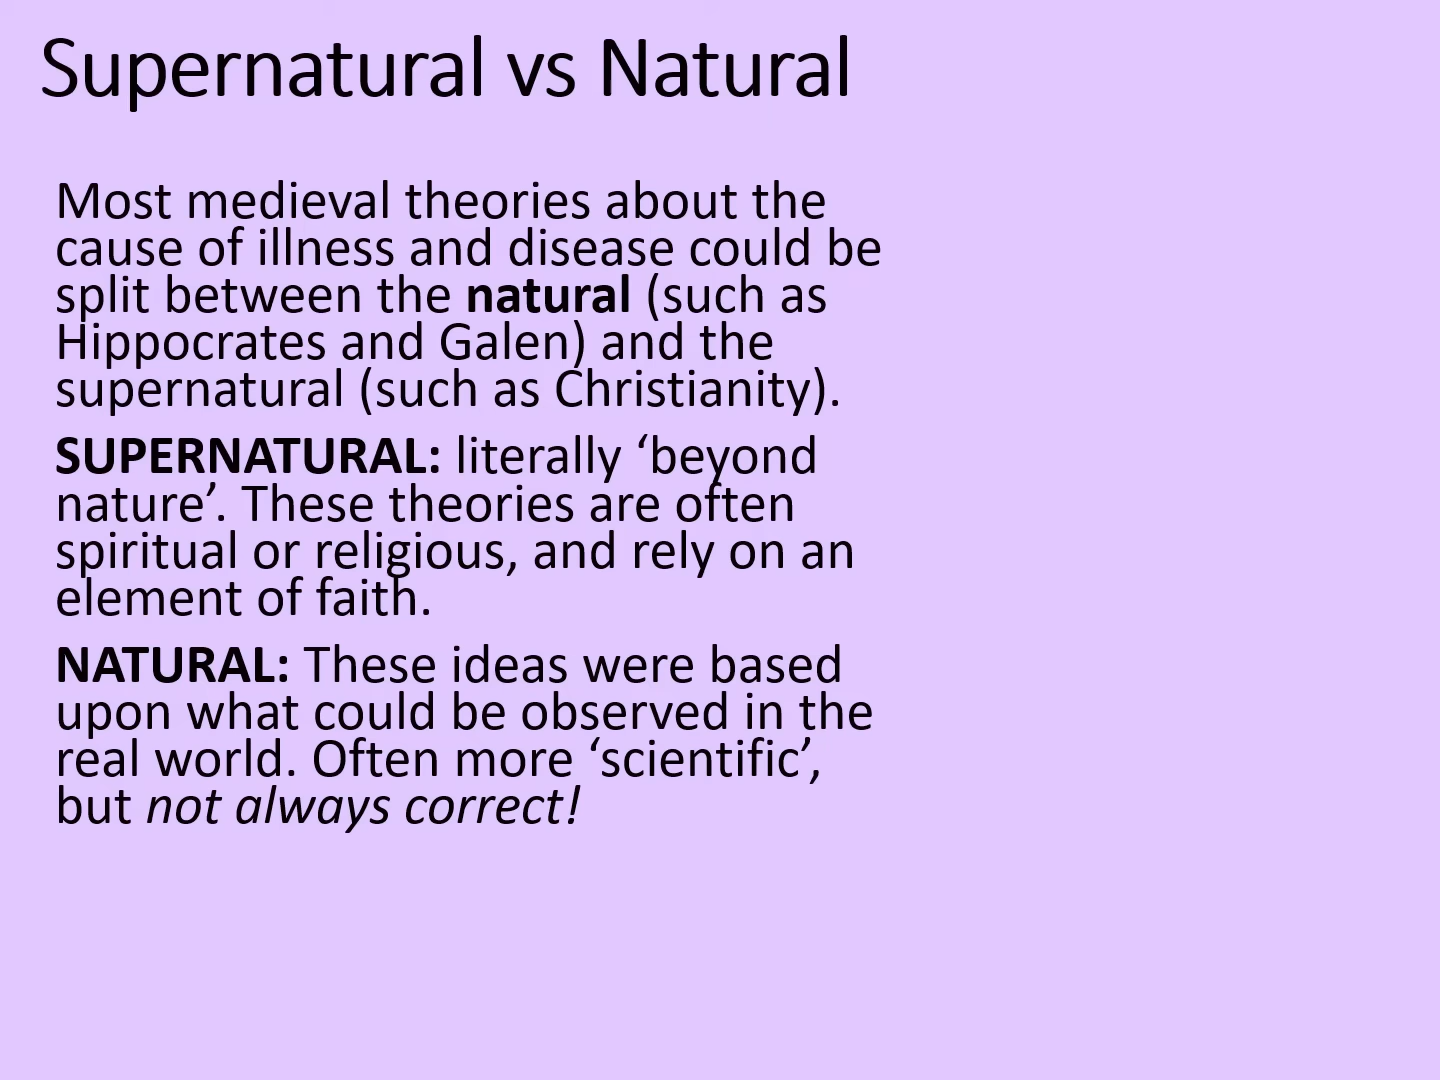 Supernatural vs Natural
Most medieval theories about the
cause of illness and disease could be
split between the natural (such as
Hippocrates and Galen) and the
supernatural (such as Christianity).
SUPERNATURAL: literally ‘beyond
nature’. These theories are often
spiritual or religious, and rely on an
element of faith.
NATURAL: These ideas were based
upon what could be observed in the
real world. Often more ‘scientific’,
but not always correct!